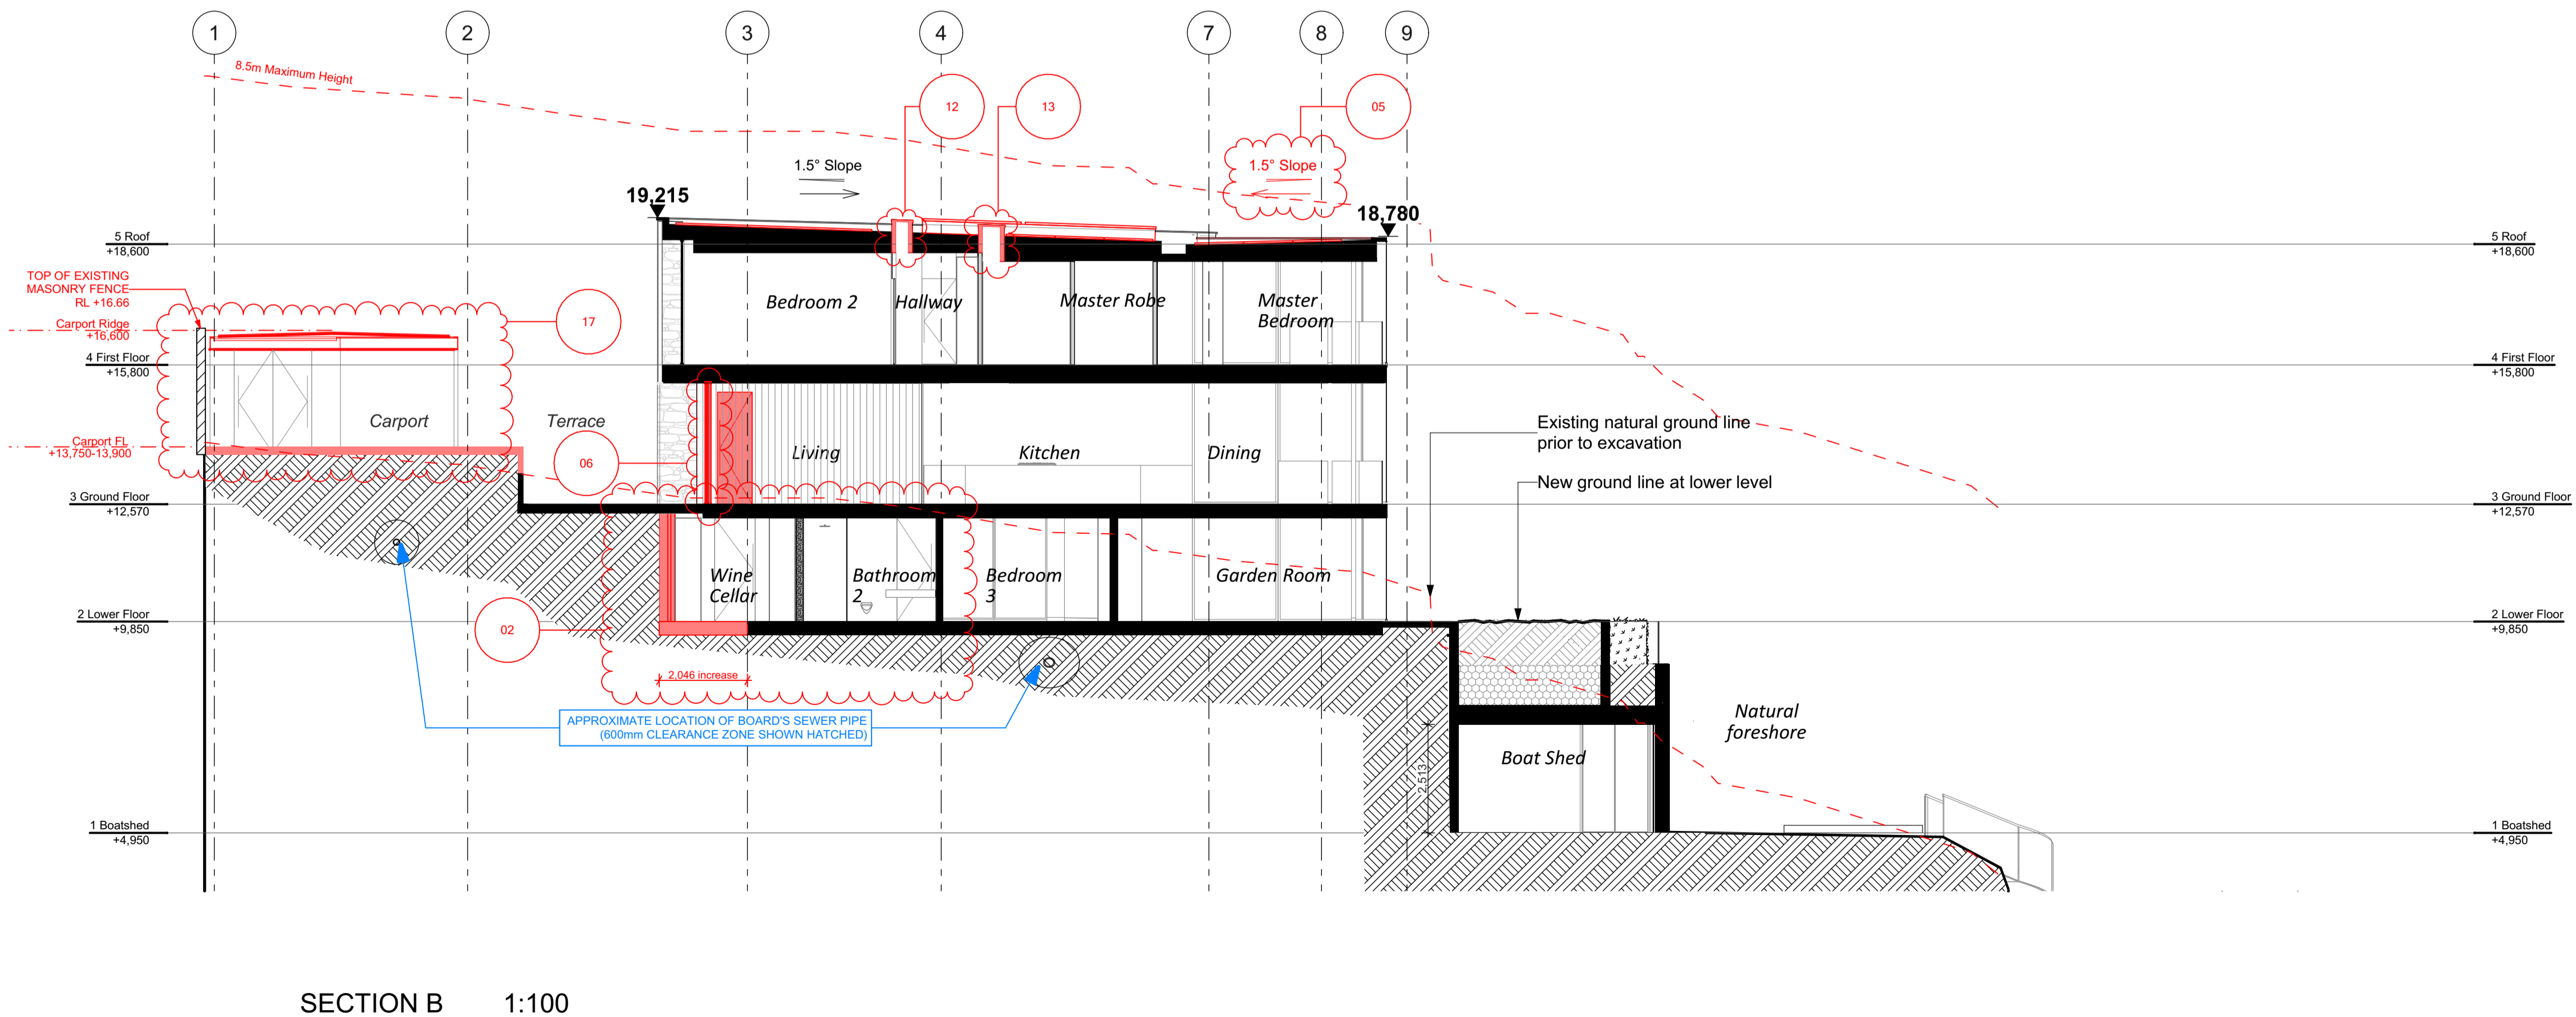 1 2 3 4 7 8 9
8.5m Maximum Height
12 13 05
1.5° Slope
1.5° Slope
19,215
18,780
5 Roof
+18,600
5 Roof
+18,600
TOP OF EXISTING
MASONRY FENCE
RL +16.66
Carport Ridge
+16,600
17
Bedroom 2
Hallway
Master Robe
Master
Bedroom
4 First Floor
+15,800
4 First Floor
+15,800
Carport
Terrace
Carport FL
+13,750-13,900
06
Living
Kitchen
Dining
Existing natural ground line
prior to excavation
New ground line at lower level
3 Ground Floor
+12,570
3 Ground Floor
+12,570
Wine
Cellar
Bathroom
2
Bedroom
3
Garden Room
2 Lower Floor
+9,850
2 Lower Floor
+9,850
02
2,046 increase
APPROXIMATE LOCATION OF BOARD'S SEWER PIPE
(600mm CLEARANCE ZONE SHOWN HATCHED)
Natural
foreshore
Boat Shed
2,513
1 Boatshed
+4,950
1 Boatshed
+4,950
SECTION B 1:100